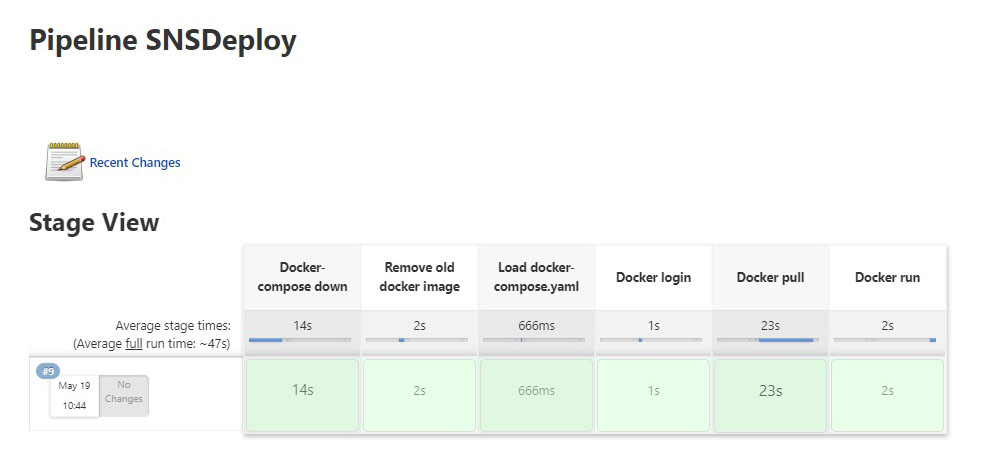 Pipeline SNSDeploy
Recent Changes
Stage View
Docker-
compose down
Remove old
docker image
Load docker-
compose.yaml
Docker login
Docker pull
Docker run
Average stage times:
(Average full run time: ~47s)
14s
2s
666ms
1s
23s
2s
#9
May 19
10:44
No
Changes
14s
2s
666ms
1s
23s
2s